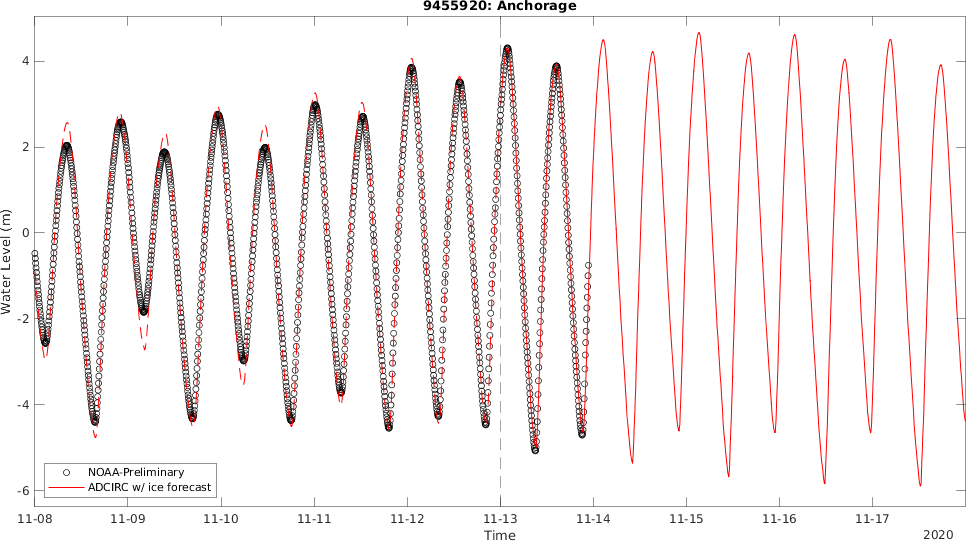 9455920: Anchorage
Water Level (m)
4
2
0
-2
-4
-6
NOAA-Preliminary
ADCIRC w/ ice forecast
11-08 11-09 11-10 11-11 11-12 11-13 11-14 11-15 11-16 11-17
Time
2020